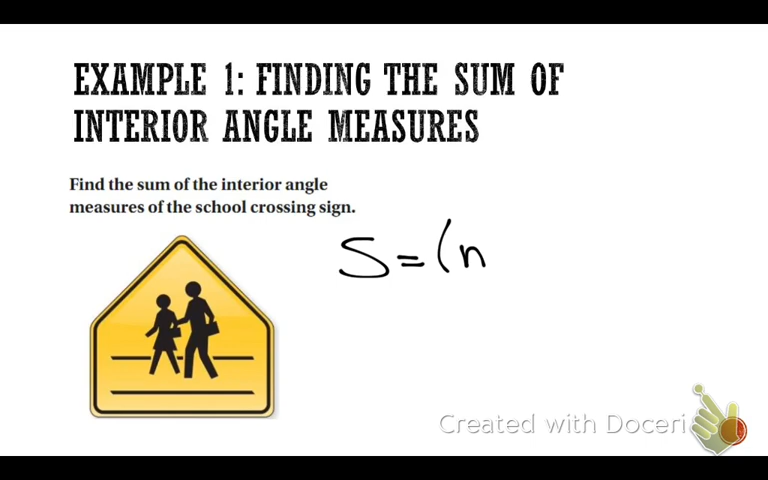 EXAMPLE 1: FINDING THE SUM OF
INTERIOR ANGLE MEASURES
Find the sum of the interior angle
measures of the school crossing sign.
S=(n
Created with Doceri